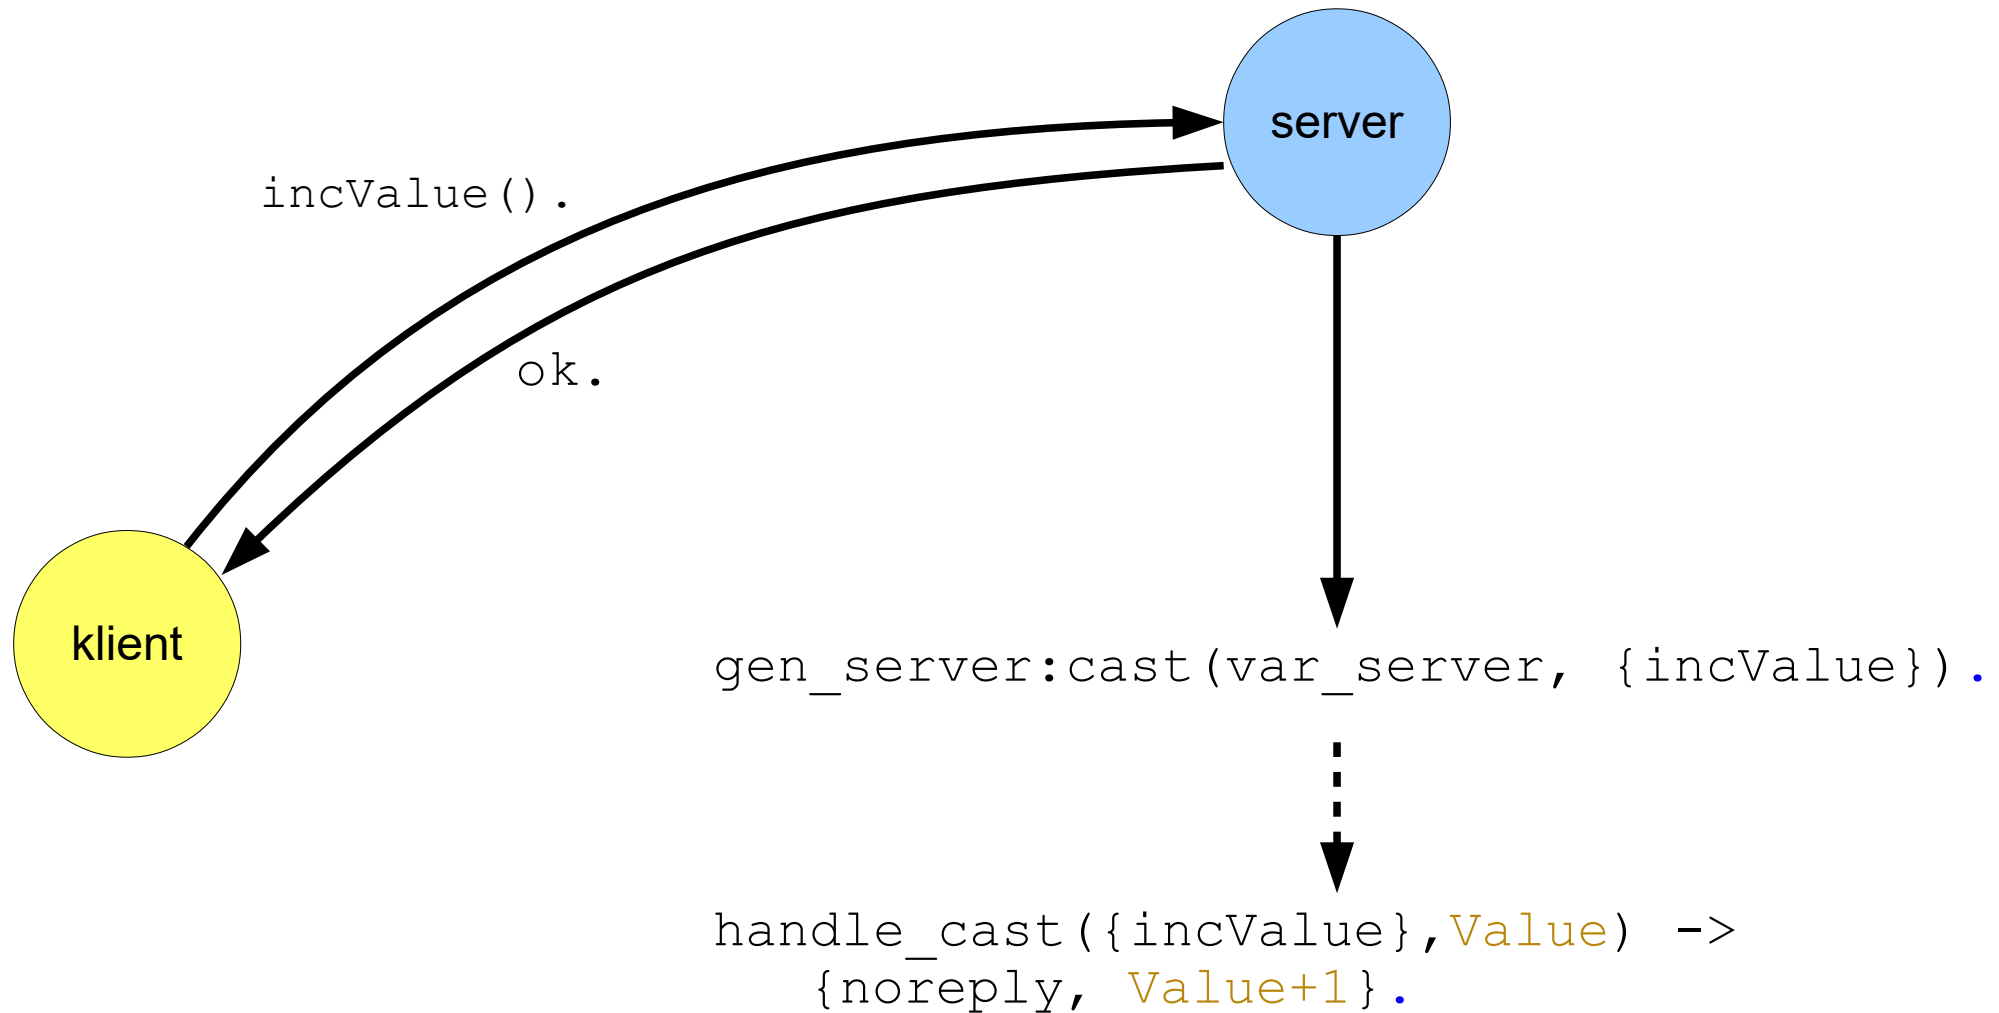 server
incValue().
ok.
klient
gen_server:cast(var_server, {incValue}).
handle_cast({incValue},Value) ->
{noreply, Value+1}.